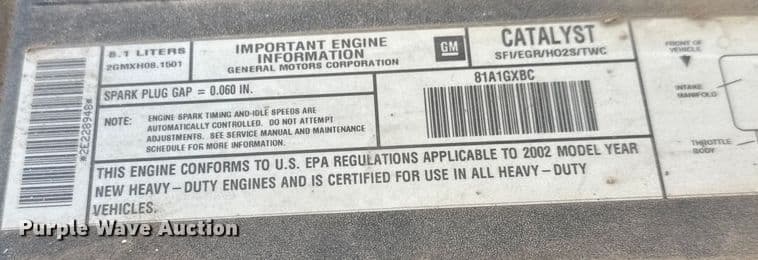 *2E228948*
8.1 LITERS
2GMXH08.1501
IMPORTANT ENGINE
INFORMATION
GENERAL MOTORS CORPORATION
GM
CATALYST
SFI/EGR/HO2S/TWC
SPARK PLUG GAP = 0.060 IN.
NOTE: ENGINE SPARK TIMING AND IDLE SPEEDS ARE
AUTOMATICALLY CONTROLLED. DO NOT ATTEMPT
ADJUSTMENTS. SEE SERVICE MANUAL AND MAINTENANCE
SCHEDULE FOR MORE INFORMATION.
81A1GXBC
THIS ENGINE CONFORMS TO U.S. EPA REGULATIONS APPLICABLE TO 2002 MODEL YEAR
NEW HEAVY-DUTY ENGINES AND IS CERTIFIED FOR USE IN ALL HEAVY-DUTY
VEHICLES.
FRONT OF
VEHICLE
INTAKE
MANIFOLD
THROTTLE
BODY
Purple Wave Auction